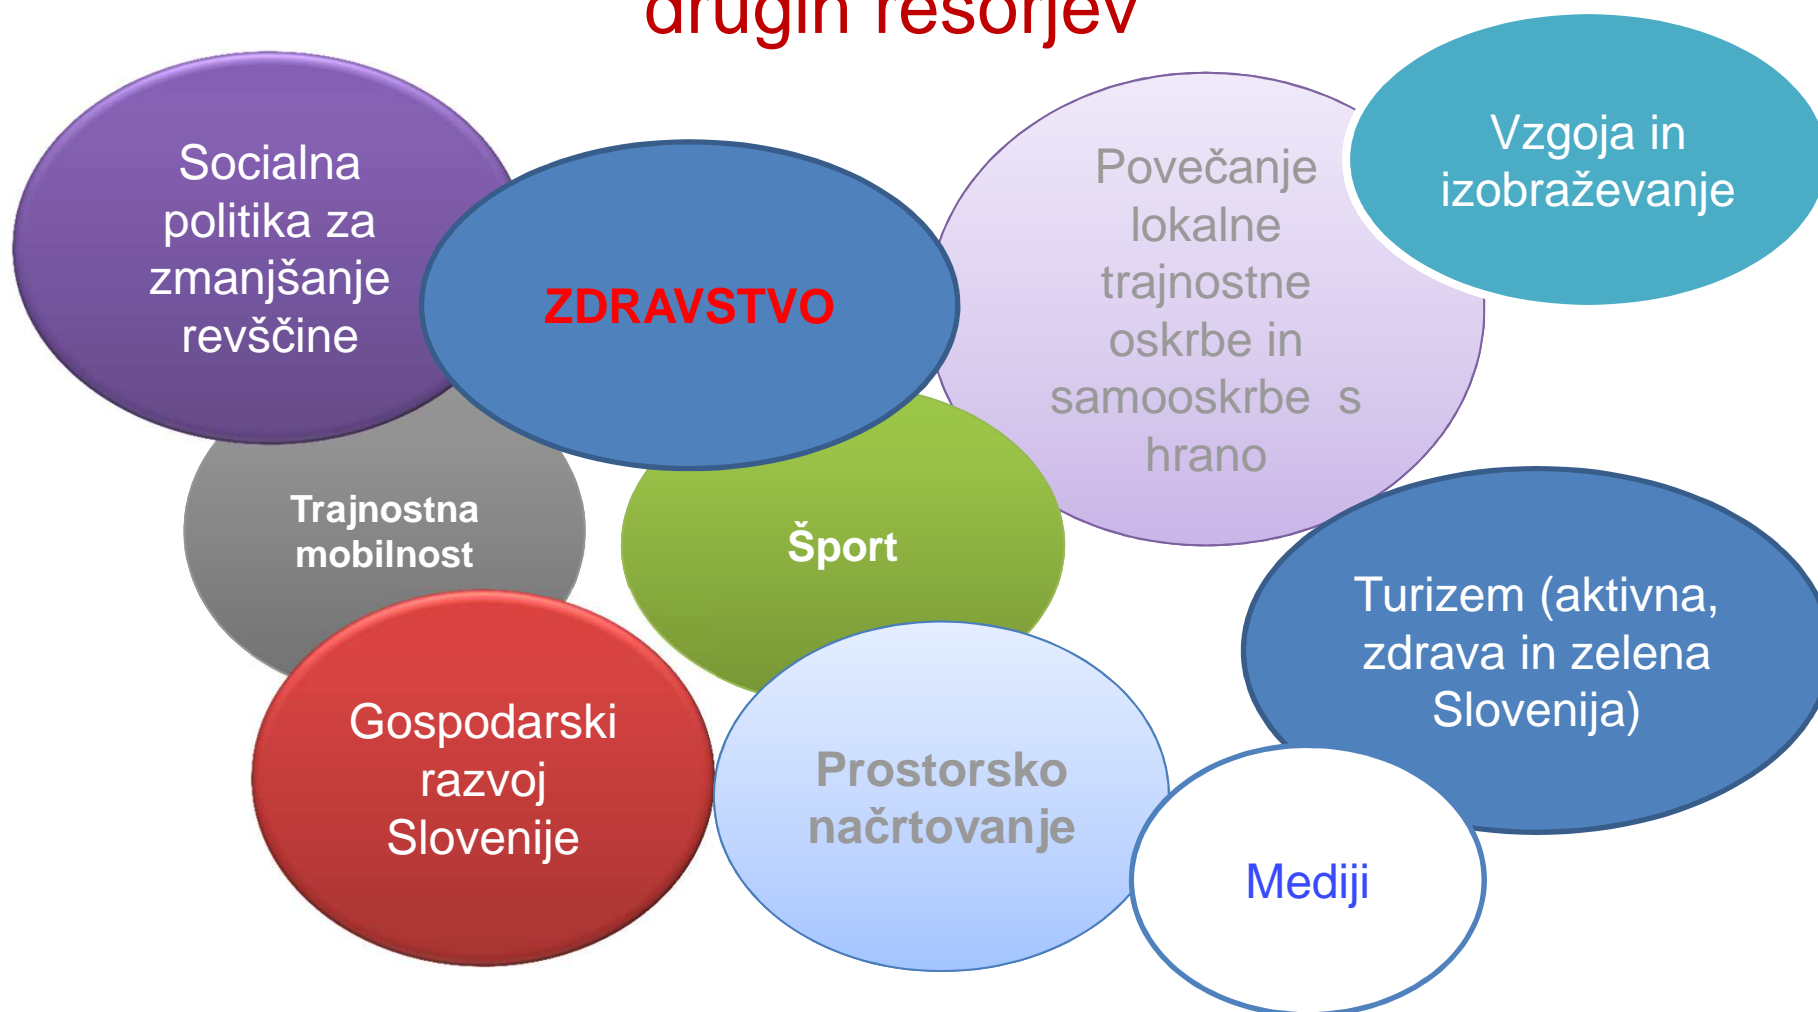 drugih resorjev
Socialna
politika za
zmanjšanje
revščine
ZDRAVSTVO
Povečanje
lokalne
trajnostne
oskrbe in
samooskrbe  s
hrano
Vzgoja in
izobraževanje
Trajnostna
mobilnost
Šport
Turizem (aktivna,
zdrava in zelena
Slovenija)
Gospodarski
razvoj
Slovenije
Prostorsko
načrtovanje
Mediji